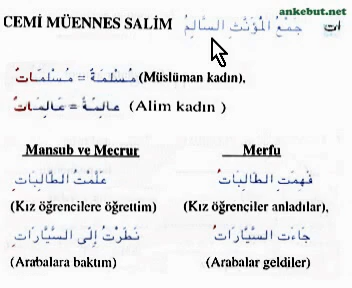 ankebut.net
CEMİ MÜENNES SALİM جَمْعُ الْمُؤَنَّثِ السَّالِمُ ات
مُسْلِمَةٌ = مُسْلِمَاتٌ (Müslüman kadın),
عَالِمَةٌ = عَالِمَاتٌ (Alim kadın )
Mansub ve Mecrur Merfu
عَلَّمْتُ الطَّالِبَاتِ فَهِمَتِ الطَّالِبَاتُ
(Kız öğrencilere öğrettim) (Kız öğrenciler anladılar),
نَظَرْتُ إِلَى السَّيَّارَاتِ جَاءَتِ السَّيَّارَاتُ
(Arabalara baktım) (Arabalar geldiler)